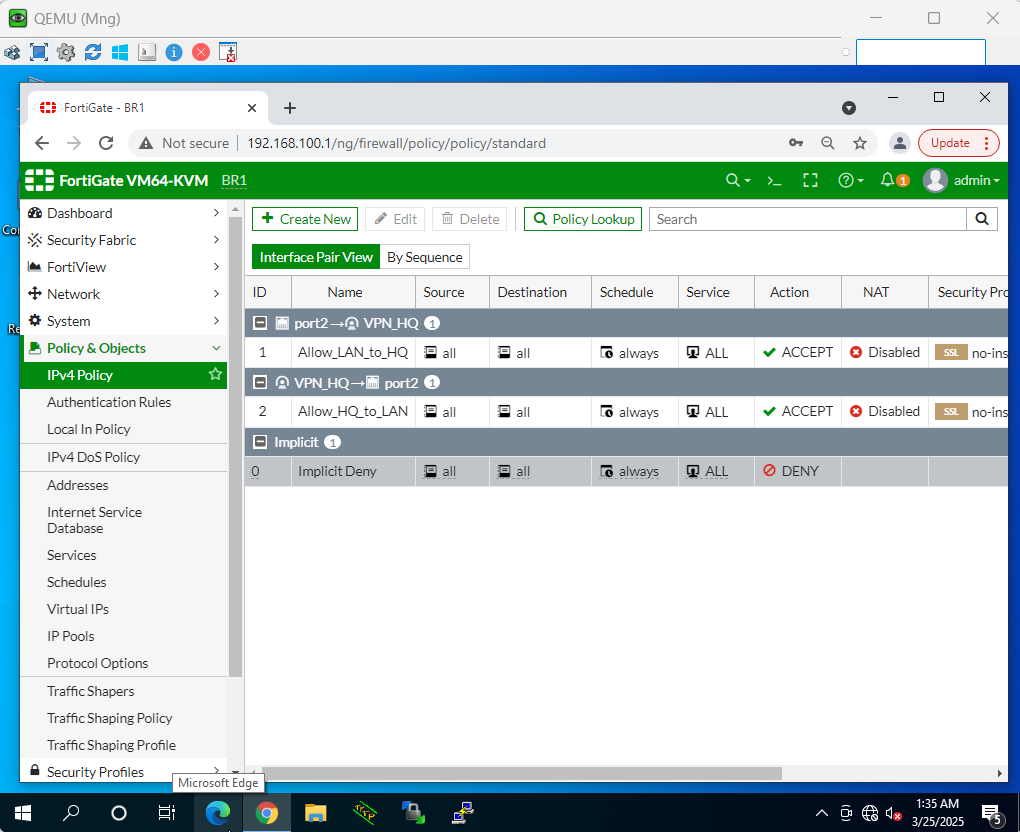 QEMU (Mng)
FortiGate - BR1
Not secure
192.168.100.1/ng/firewall/policy/policy/standard
Update
FortiGate VM64-KVM BR1
1
admin
Dashboard
Security Fabric
FortiView
Network
System
Policy & Objects
IPv4 Policy
Authentication Rules
Local In Policy
IPv4 DoS Policy
Addresses
Internet Service
Database
Services
Schedules
Virtual IPs
IP Pools
Protocol Options
Traffic Shapers
Traffic Shaping Policy
Traffic Shaping Profile
Security Profiles
Create New Edit Delete Policy Lookup Search
Interface Pair View By Sequence
ID Name Source Destination Schedule Service Action NAT Security Pro
port2→ VPN_HQ 1
1 Allow_LAN_to_HQ all all always ALL ACCEPT Disabled SSL no-ins
VPN_HQ→ port2 1
2 Allow_HQ_to_LAN all all always ALL ACCEPT Disabled SSL no-ins
Implicit 1
0 Implicit Deny all all always ALL DENY
Microsoft Edge
1:35 AM
3/25/2025
5